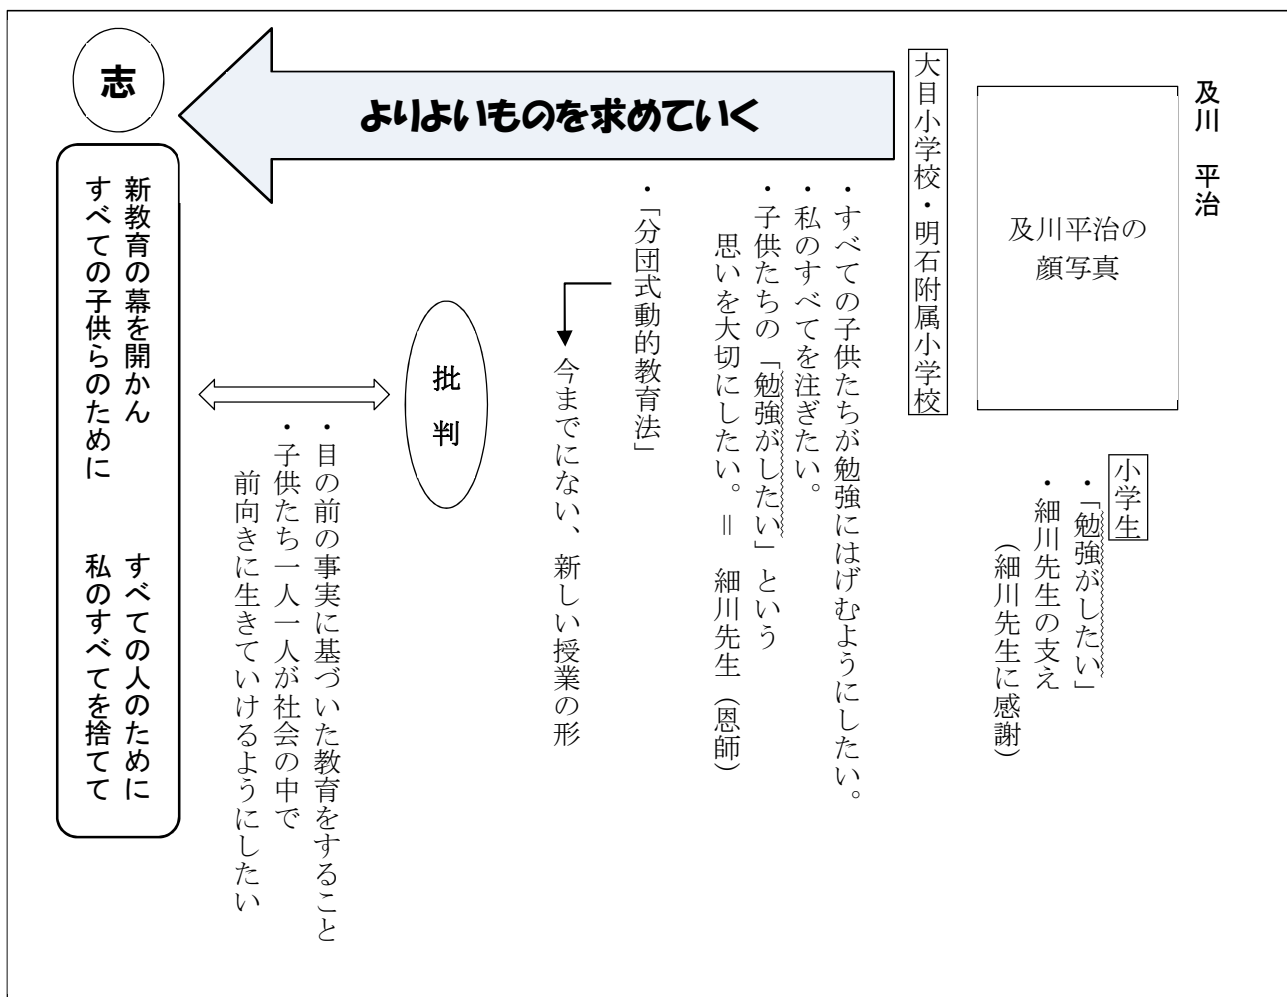 及川　平治
及川平治の
顔写真
小学生
・「勉強がしたい」
・細川先生の支え
（細川先生に感謝）
大目小学校・明石附属小学校
よりよいものを求めていく
・すべての子供たちが勉強にはげむようにしたい。
・私のすべてを注ぎたい。
・子供たちの「勉強がしたい」という
思いを大切にしたい。＝　細川先生（恩師）
・「分団式動的教育法」
今までにない、新しい授業の形
批判
・目の前の事実に基づいた教育をすること
・子供たち一人一人が社会の中で
前向きに生きていけるようにしたい
志
新教育の幕を開かん
すべての子供らのために
すべての人のために
私のすべてを捨てて